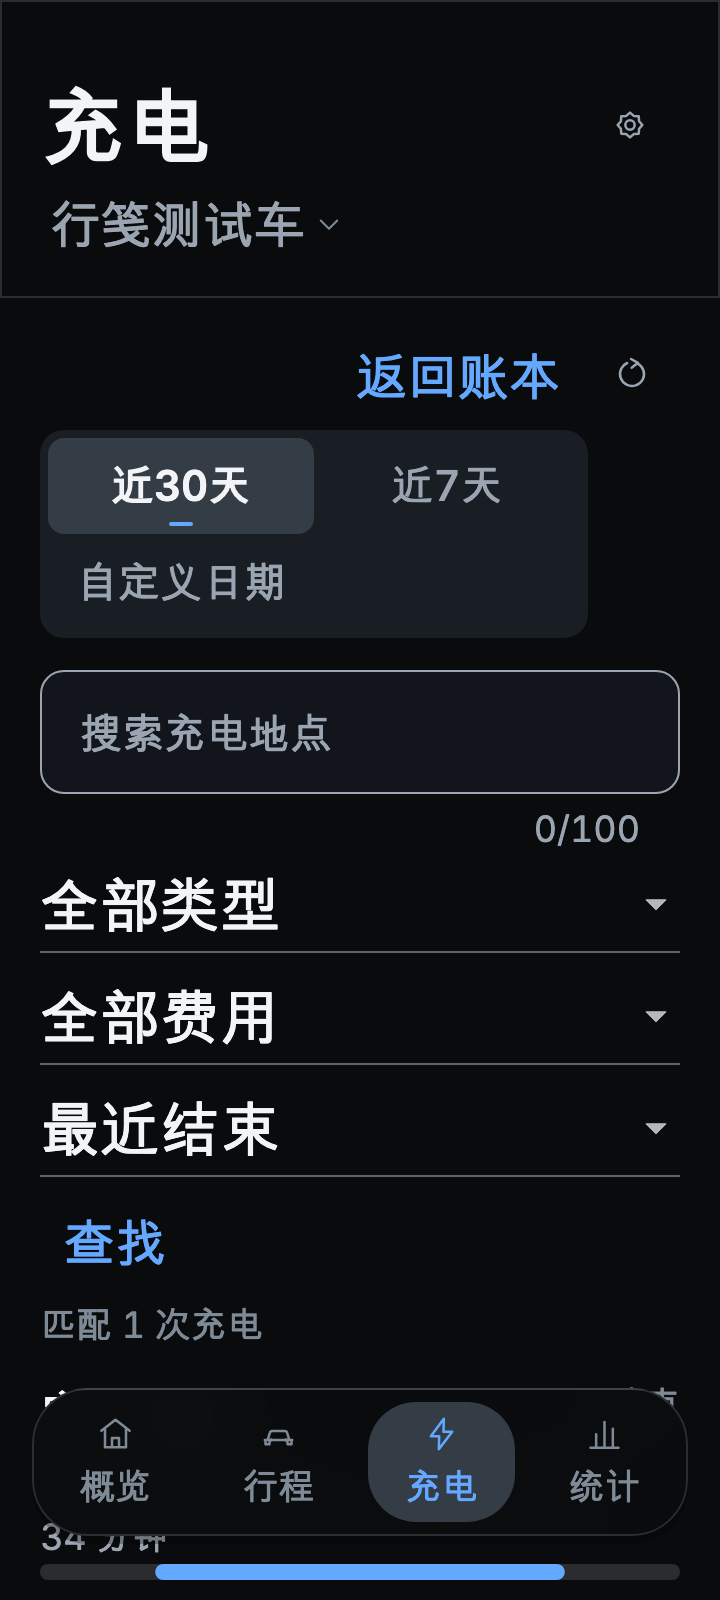 充电
行笺测试车
返回账本
近30天
近7天
自定义日期
搜索充电地点
0/100
全部类型
全部费用
最近结束
查找
匹配 1 次充电
概览
行程
充电
统计
34 分钟